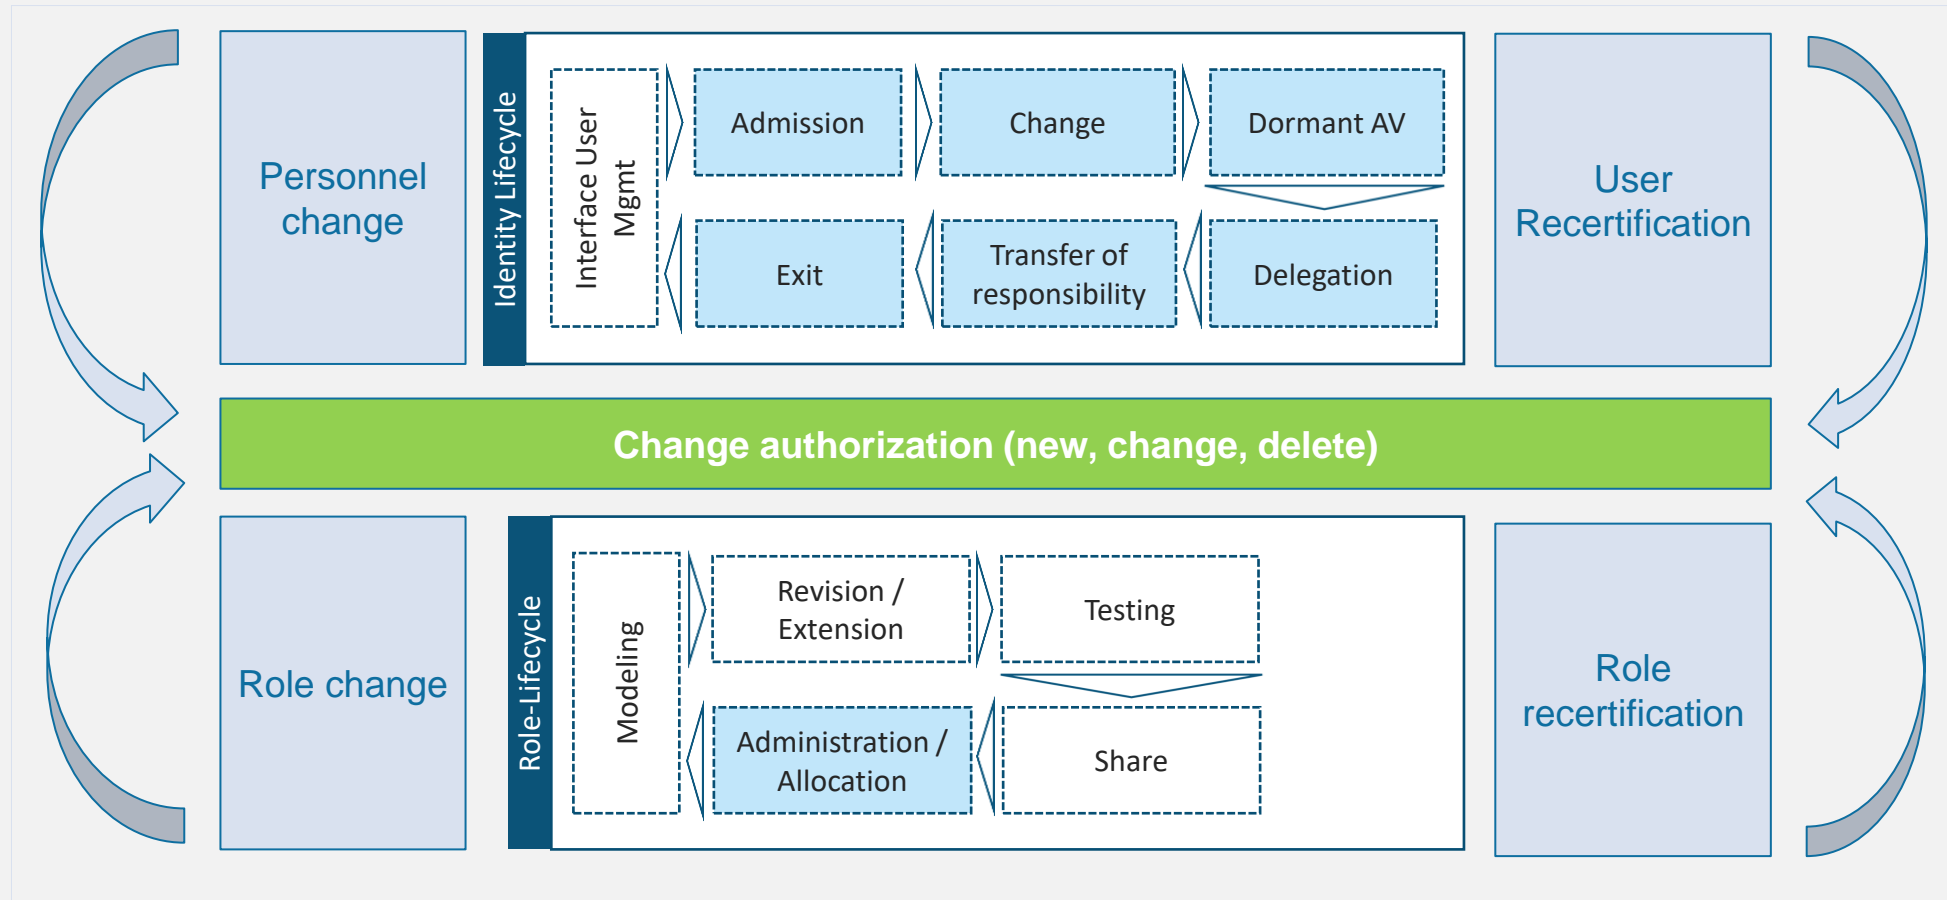 Personnel
change
Identity Lifecycle
Interface User
Mgmt
Admission
Change
Dormant AV
Exit
Transfer of
responsibility
Delegation
User
Recertification
Change authorization (new, change, delete)
Role change
Role-Lifecycle
Modeling
Revision /
Extension
Testing
Administration /
Allocation
Share
Role
recertification